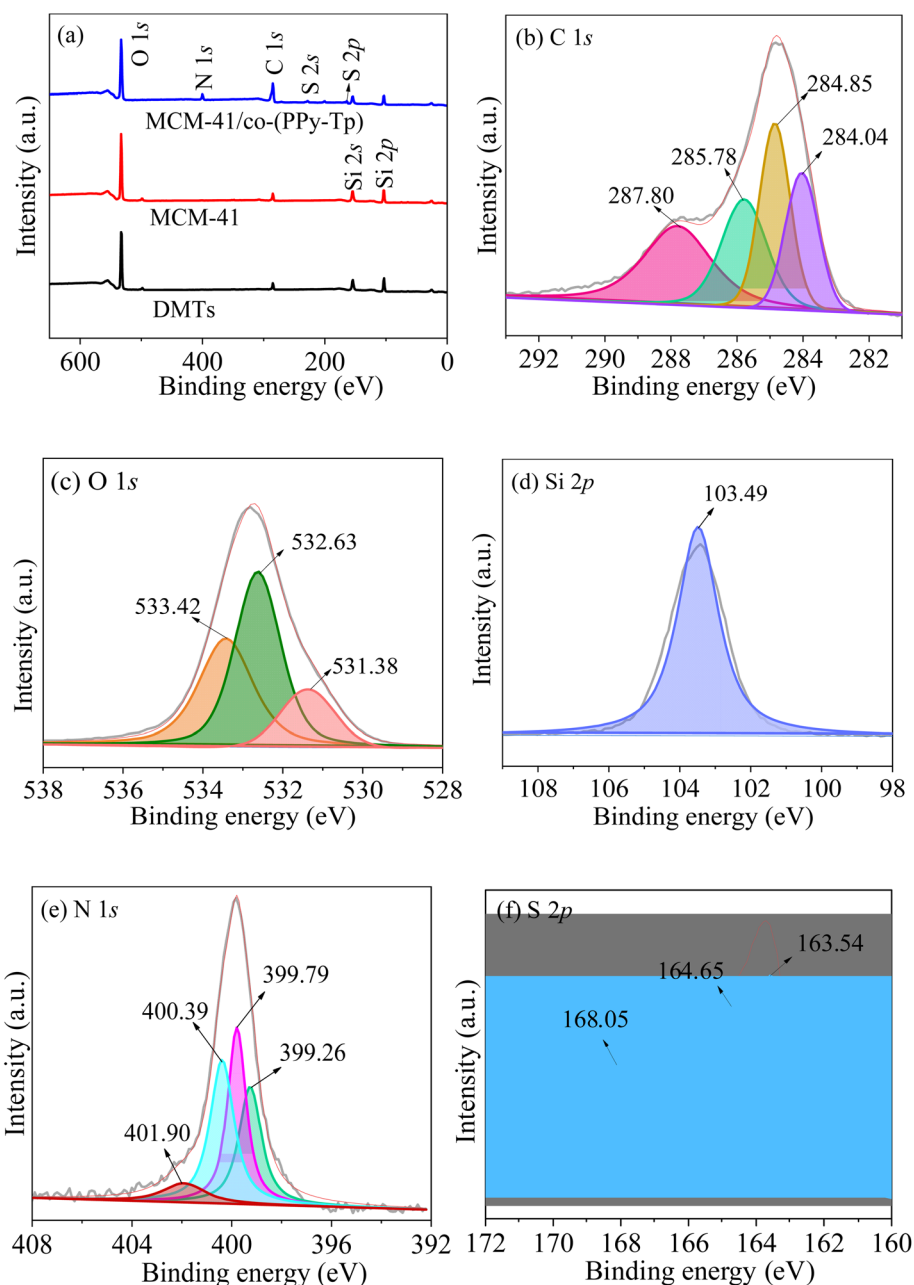 (a)
O 1s
N 1s
C 1s
S 2s
S 2p
MCM-41/co-(PPy-Tp)
Si 2s
Si 2p
MCM-41
DMTs
Intensity (a.u.)
600 400 200 0
Binding energy (eV)
(b) C 1s
284.85
284.04
285.78
287.80
Intensity (a.u.)
292 290 288 286 284 282
Binding energy (eV)
(c) O 1s
532.63
533.42
531.38
Intensity (a.u.)
538 536 534 532 530 528
Binding energy (eV)
(d) Si 2p
103.49
Intensity (a.u.)
108 106 104 102 100 98
Binding energy (eV)
(e) N 1s
399.79
400.39
399.26
401.90
Intensity (a.u.)
408 404 400 396 392
Binding energy (eV)
(f) S 2p
163.54
164.65
168.05
Intensity (a.u.)
172 170 168 166 164 162 160
Binding energy (eV)